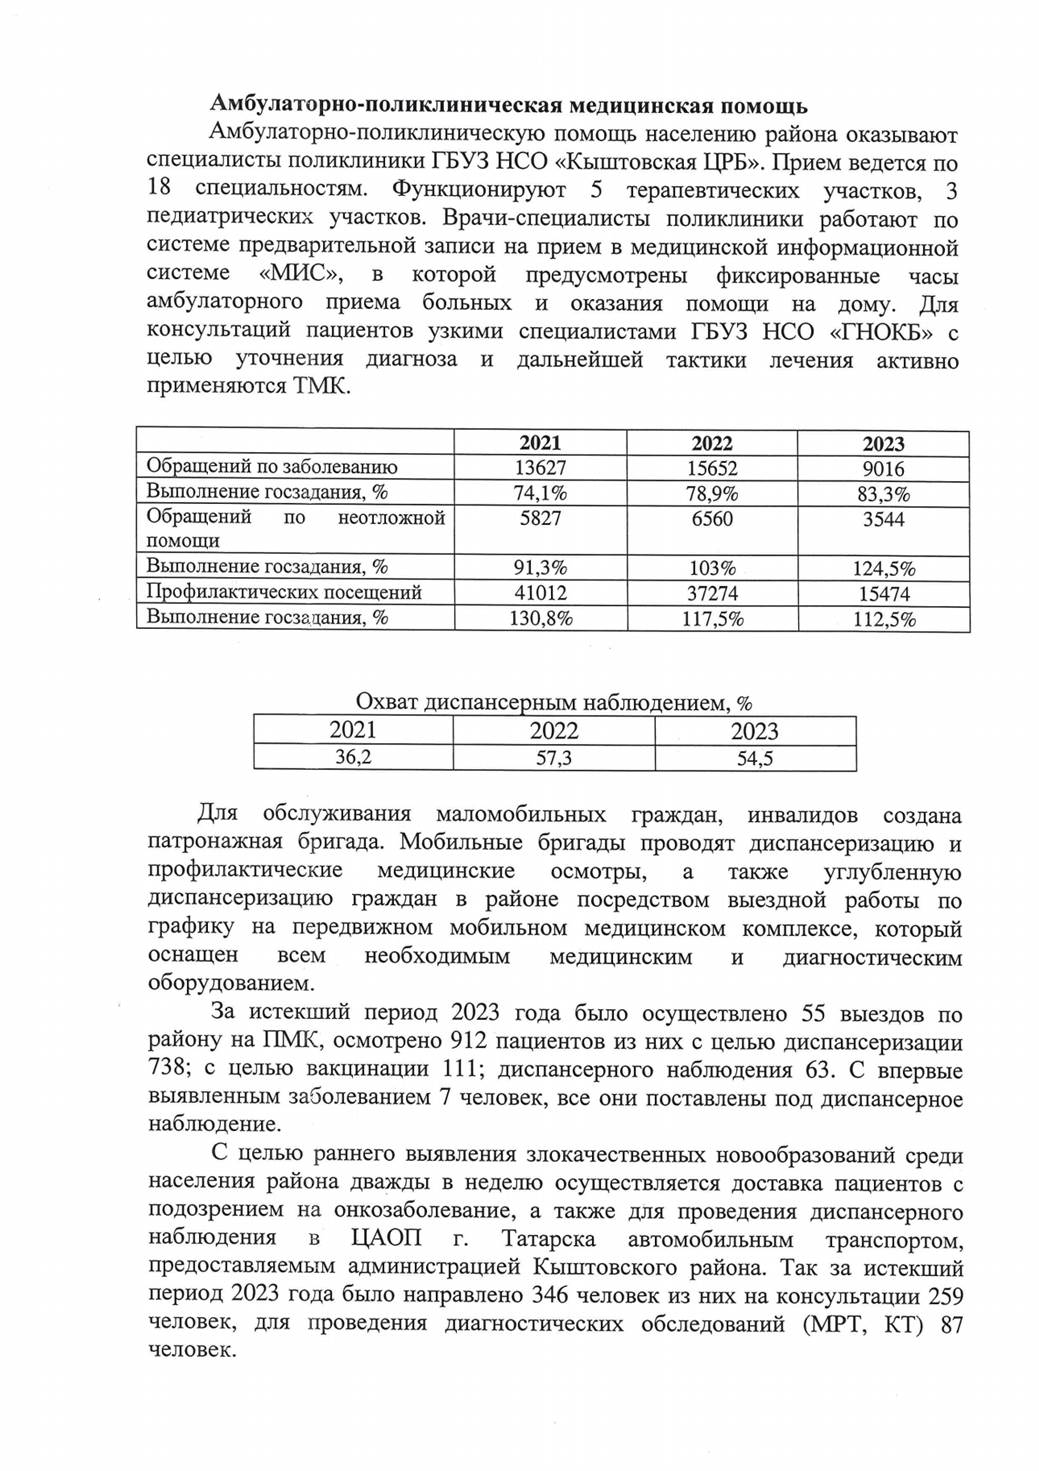 Амбулаторно-поликлиническая медицинская помощь
Амбулаторно-поликлиническую помощь населению района оказывают
специалисты поликлиники ГБУЗ НСО «Кыштовская ЦРБ». Прием ведется по
18 специальностям. Функционируют 5 терапевтических участков, 3
педиатрических участков. Врачи-специалисты поликлиники работают по
системе предварительной записи на прием в медицинской информационной
системе «МИС», в которой предусмотрены фиксированные часы
амбулаторного приема больных и оказания помощи на дому. Для
консультаций пациентов узкими специалистами ГБУЗ НСО «ГНОКБ» с
целью уточнения диагноза и дальнейшей тактики лечения активно
применяются ТМК.
2021 2022 2023
Обращений по заболеванию 13627 15652 9016
Выполнение госзадания, % 74,1% 78,9% 83,3%
Обращений по неотложной 5827 6560 3544
помощи
Выполнение госзадания, % 91,3% 103% 124,5%
Профилактических посещений 41012 37274 15474
Выполнение госзадания, % 130,8% 117,5% 112,5%
Охват диспансерным наблюдением, %
2021 2022 2023
36,2 57,3 54,5
Для обслуживания маломобильных граждан, инвалидов создана
патронажная бригада. Мобильные бригады проводят диспансеризацию и
профилактические медицинские осмотры, а также углубленную
диспансеризацию граждан в районе посредством выездной работы по
графику на передвижном мобильном медицинском комплексе, который
оснащен всем необходимым медицинским и диагностическим
оборудованием.
За истекший период 2023 года было осуществлено 55 выездов по
району на ПМК, осмотрено 912 пациентов из них с целью диспансеризации
738; с целью вакцинации 111; диспансерного наблюдения 63. С впервые
выявленным заболеванием 7 человек, все они поставлены под диспансерное
наблюдение.
С целью раннего выявления злокачественных новообразований среди
населения района дважды в неделю осуществляется доставка пациентов с
подозрением на онкозаболевание, а также для проведения диспансерного
наблюдения в ЦАОП г. Татарска автомобильным транспортом,
предоставляемым администрацией Кыштовского района. Так за истекший
период 2023 года было направлено 346 человек из них на консультации 259
человек, для проведения диагностических обследований (МРТ, КТ) 87
человек.